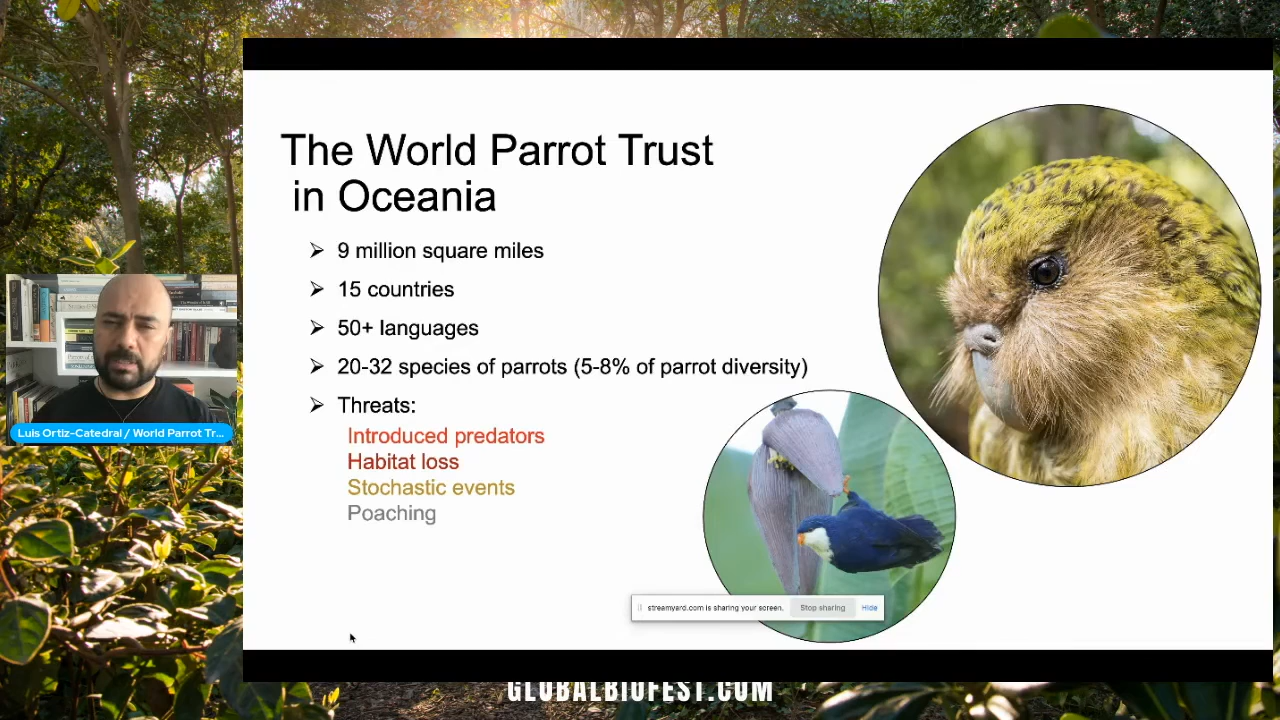 The World Parrot Trust
in Oceania
9 million square miles
15 countries
50+ languages
20-32 species of parrots (5-8% of parrot diversity)
Threats:
Introduced predators
Habitat loss
Stochastic events
Poaching
Luis Ortiz-Catedral / World Parrot Tr...
streamyard.com is sharing your screen. Stop sharing Hide
GLOBALBIOFEST.COM